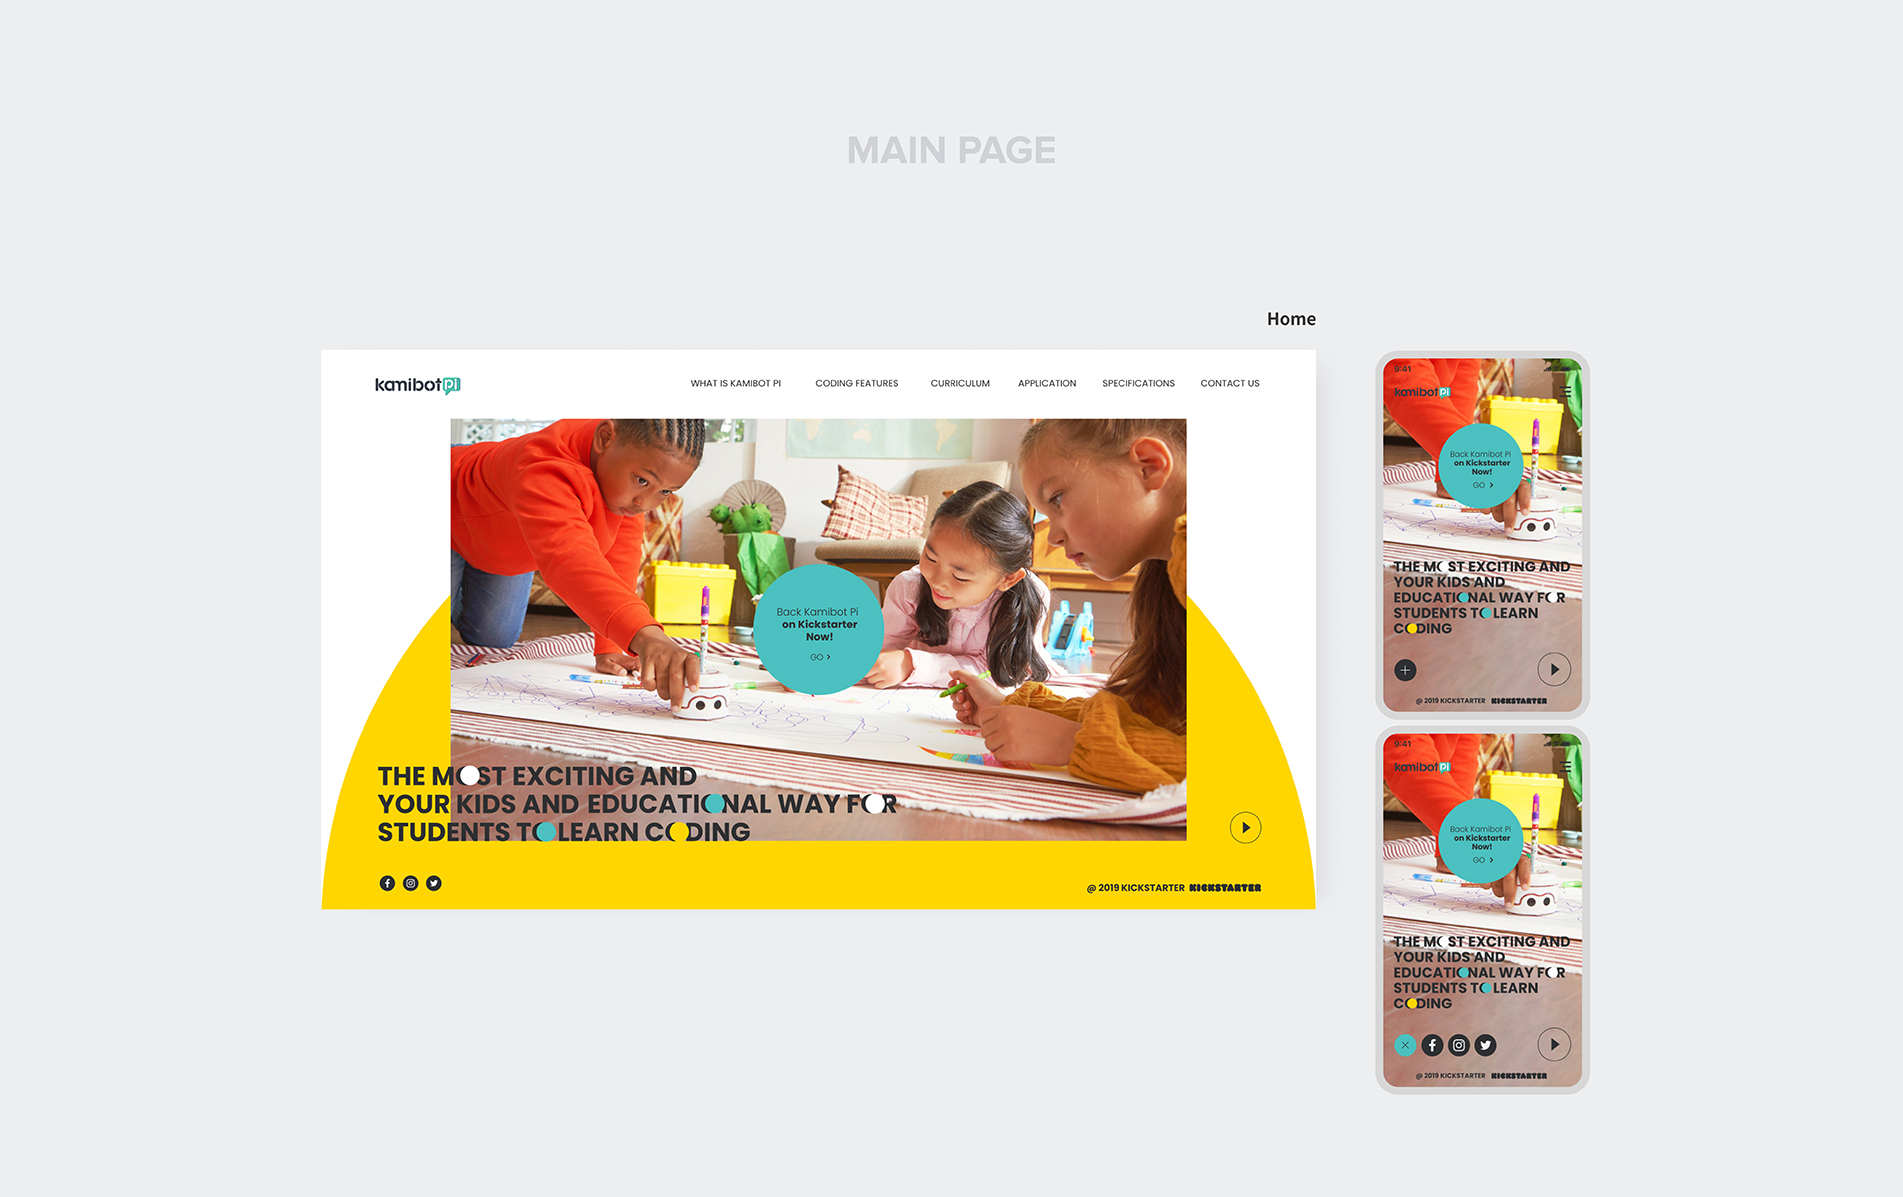 MAIN PAGE
Home
kamibot pi
WHAT IS KAMIBOT PI
CODING FEATURES
CURRICULUM
APPLICATION
SPECIFICATIONS
CONTACT US
Back Kamibot Pi
on Kickstarter
Now!
GO >
THE MOST EXCITING AND
YOUR KIDS AND EDUCATIONAL WAY FOR
STUDENTS TO LEARN CODING
@ 2019 KICKSTARTER KICKSTARTER
9:41
kamibot pi
Back Kamibot Pi
on Kickstarter
Now!
GO >
THE MOST EXCITING AND
YOUR KIDS AND
EDUCATIONAL WAY FOR
STUDENTS TO LEARN
CODING
@ 2019 KICKSTARTER KICKSTARTER
9:41
kamibot pi
Back Kamibot Pi
on Kickstarter
Now!
GO >
THE MOST EXCITING AND
YOUR KIDS AND
EDUCATIONAL WAY FOR
STUDENTS TO LEARN
CODING
@ 2019 KICKSTARTER KICKSTARTER